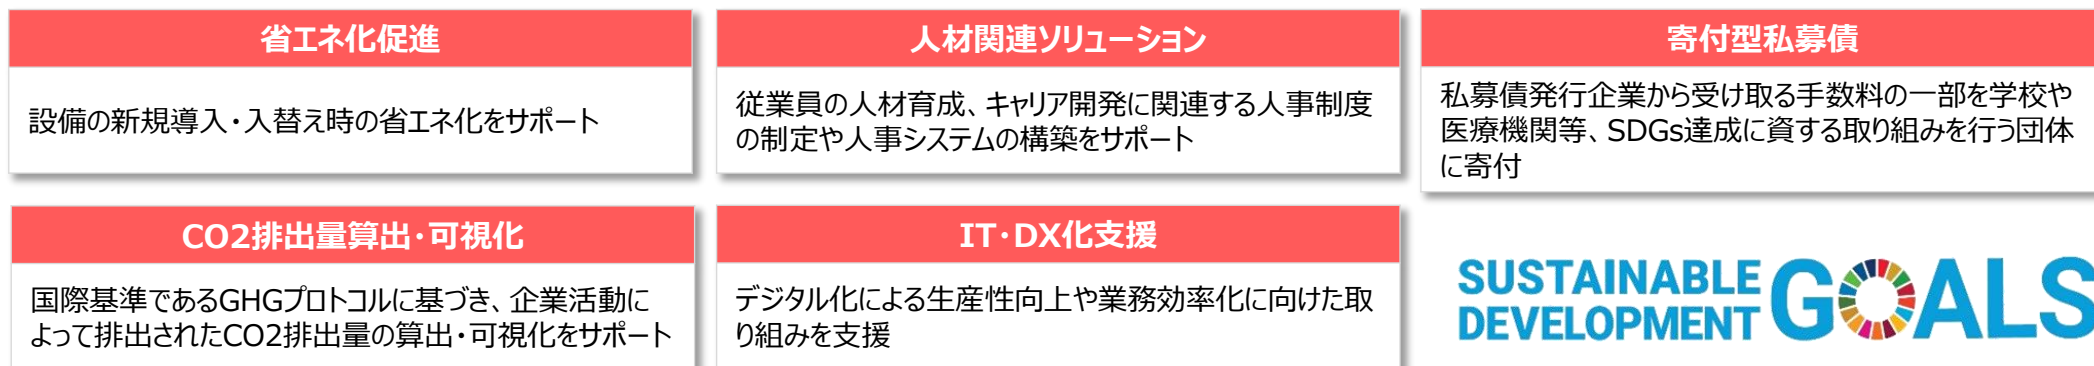 省エネ化促進
設備の新規導入・入替え時の省エネ化をサポート
人材関連ソリューション
従業員の人材育成、キャリア開発に関連する人事制度
の制定や人事システムの構築をサポート
寄付型私募債
私募債発行企業から受け取る手数料の一部を学校や
医療機関等、SDGs達成に資する取り組みを行う団体
に寄付
CO2排出量算出・可視化
国際基準であるGHGプロトコルに基づき、企業活動に
よって排出されたCO2排出量の算出・可視化をサポート
IT・DX化支援
デジタル化による生産性向上や業務効率化に向けた取
り組みを支援
SUSTAINABLE
DEVELOPMENT
GOALS